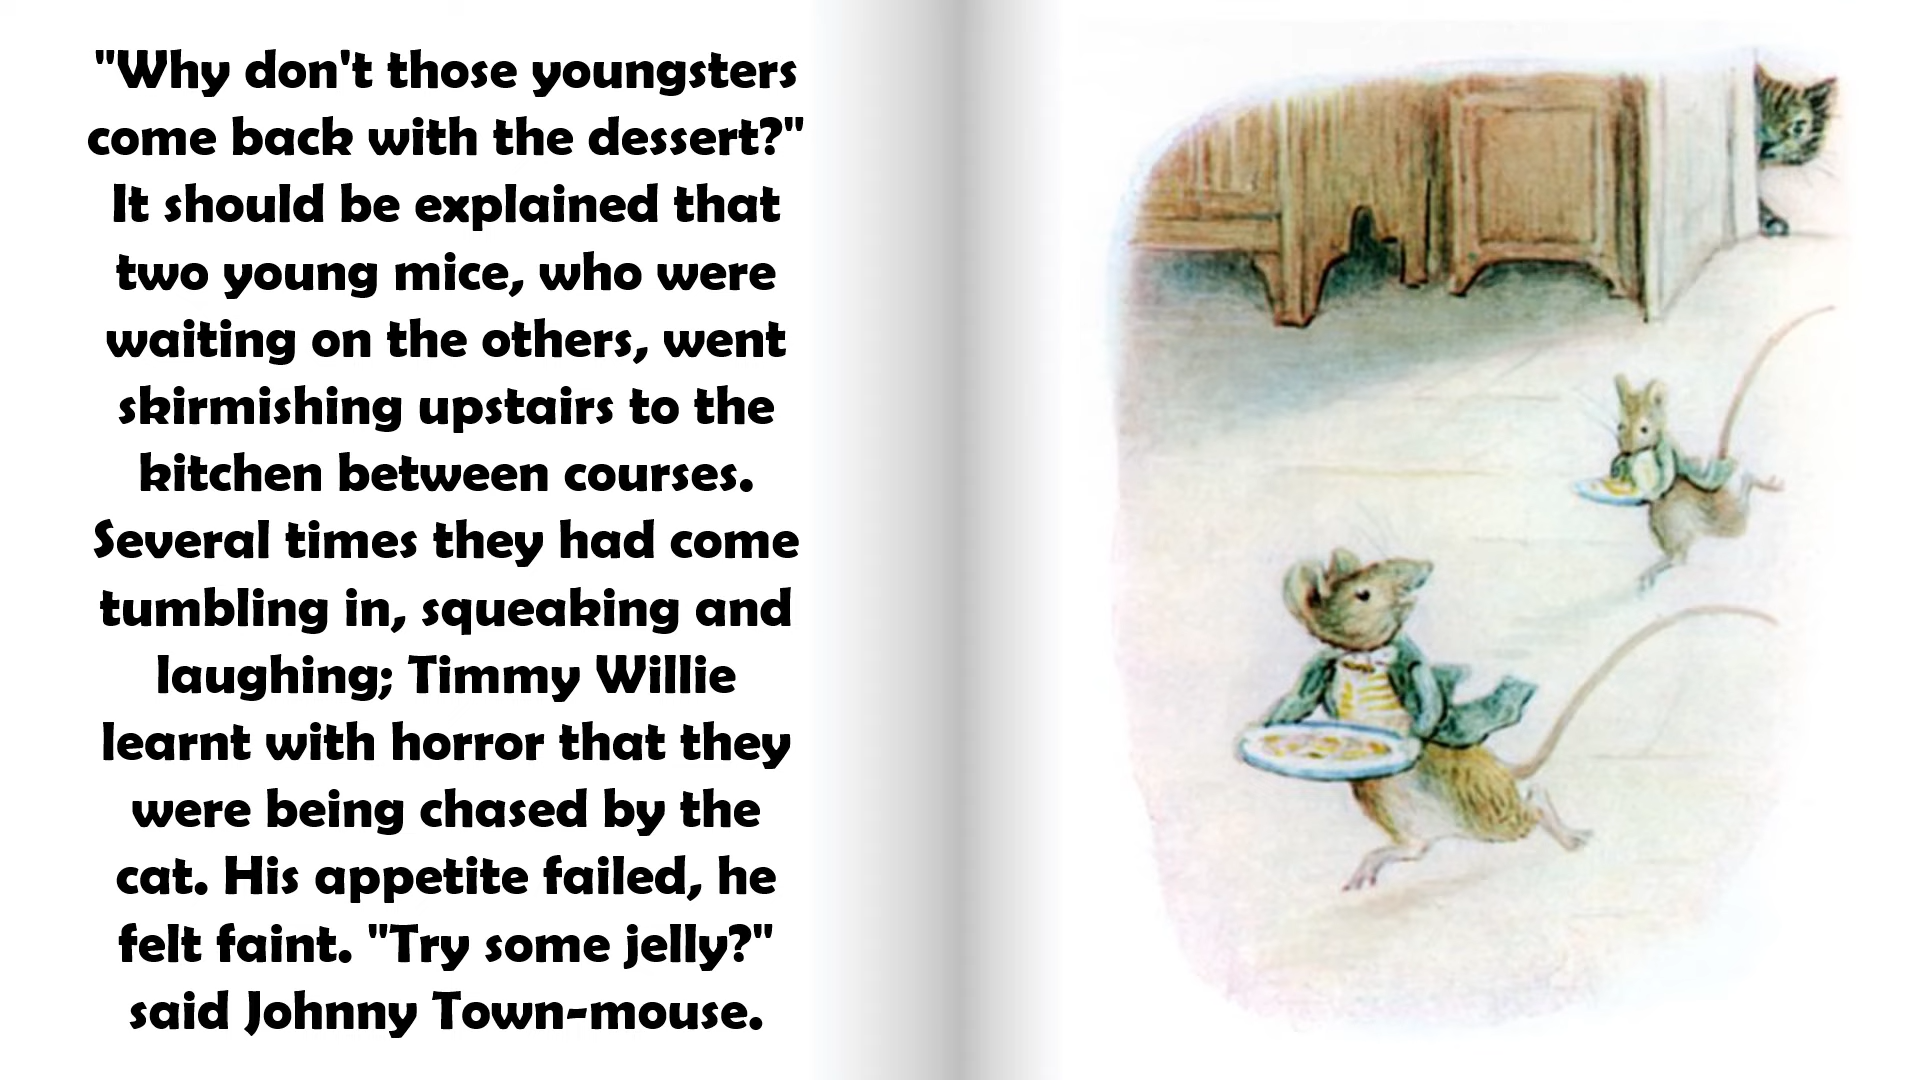 "Why don't those youngsters
come back with the dessert?"
It should be explained that
two young mice, who were
waiting on the others, went
skirmishing upstairs to the
kitchen between courses.
Several times they had come
tumbling in, squeaking and
laughing; Timmy Willie
learnt with horror that they
were being chased by the
cat. His appetite failed, he
felt faint. "Try some jelly?"
said Johnny Town-mouse.